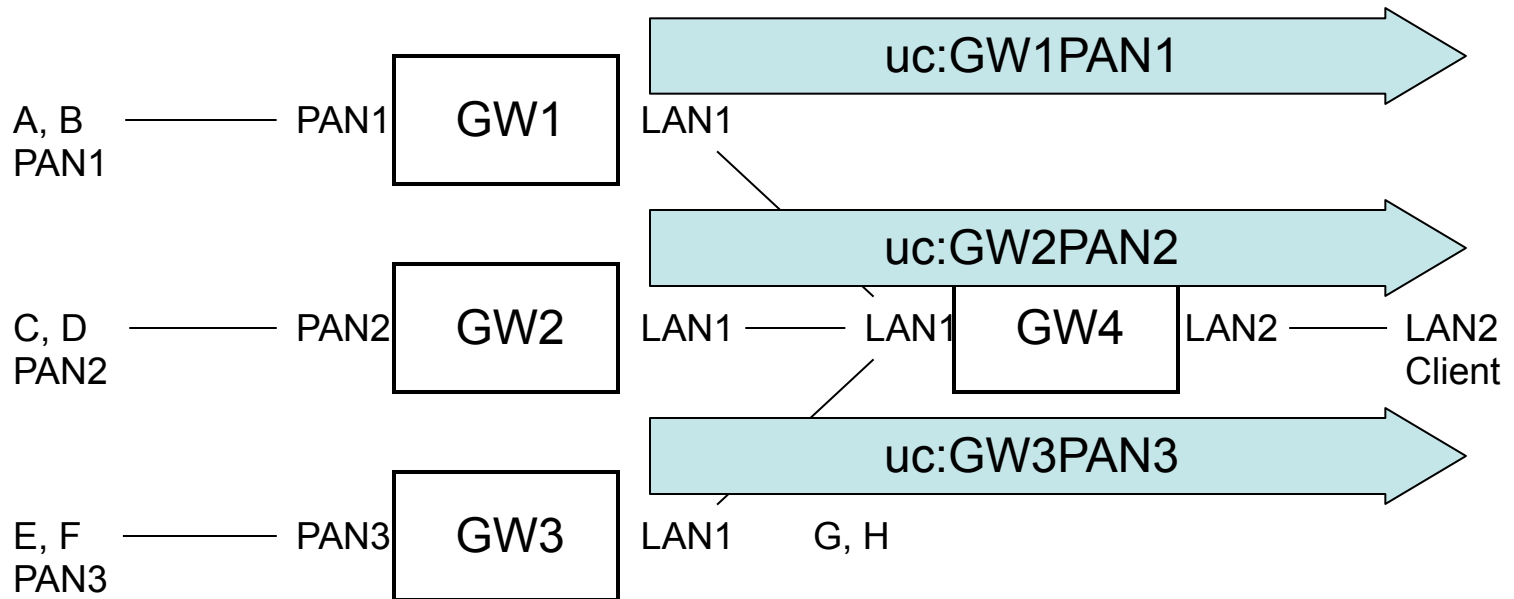 uc:GW1PAN1
A, B
PAN1
PAN1
GW1
LAN1
uc:GW2PAN2
C, D
PAN2
PAN2
GW2
LAN1
LAN1
GW4
LAN2
LAN2
Client
uc:GW3PAN3
E, F
PAN3
PAN3
GW3
LAN1
G, H